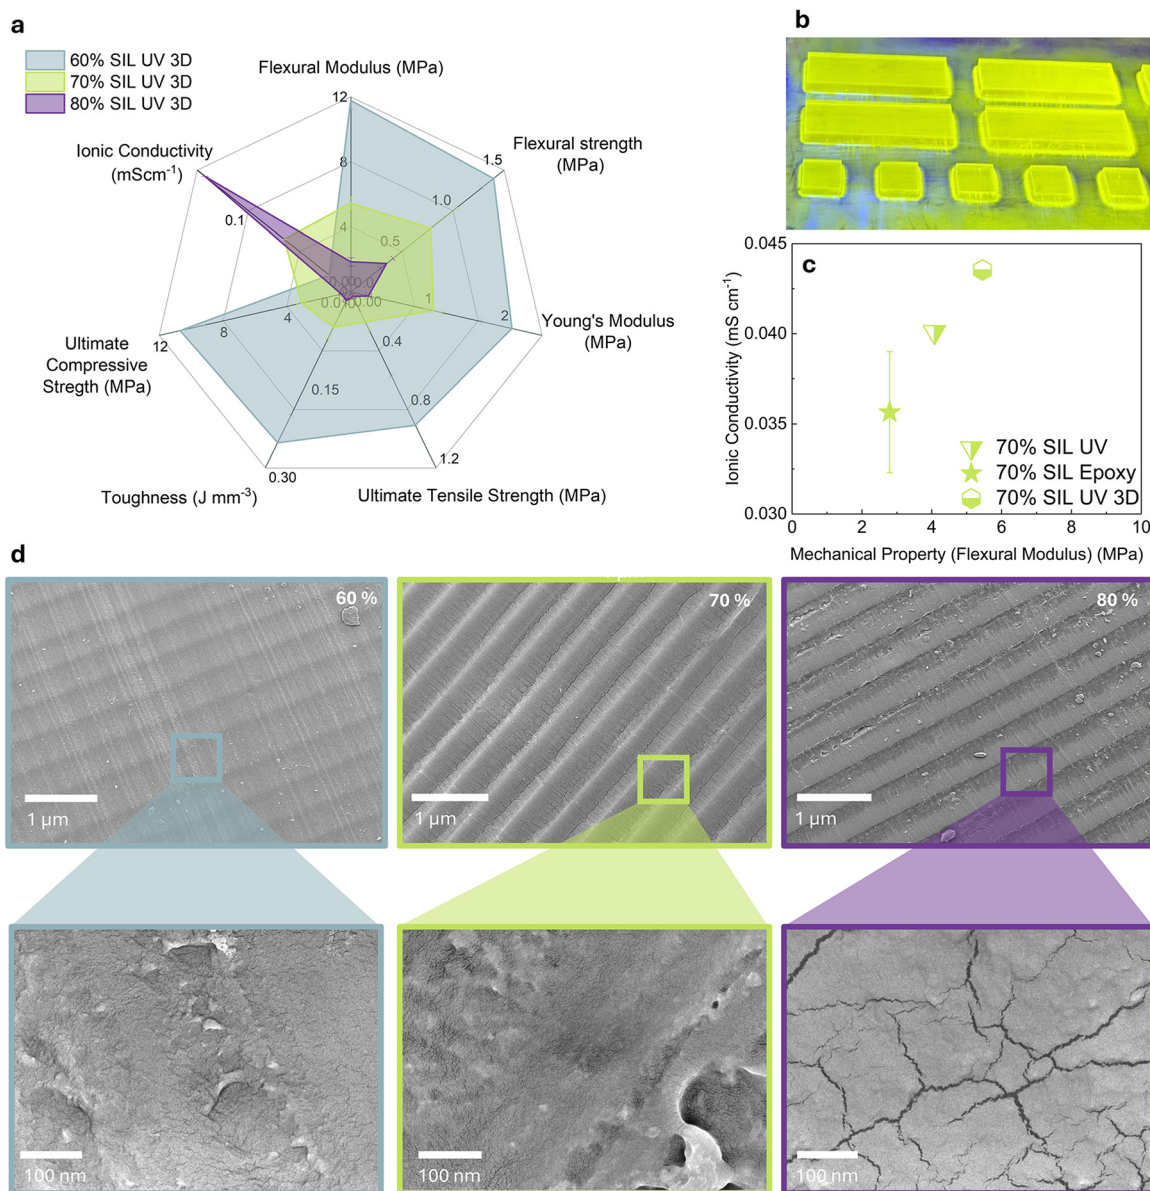 a
60% SIL UV 3D
70% SIL UV 3D
80% SIL UV 3D
Flexural Modulus (MPa)
12
8
4
Flexural strength
(MPa)
1.5
1.0
0.5
Ionic Conductivity
(mScm⁻¹)
0.1
Young's Modulus
(MPa)
2
1
Ultimate
Compressive
Stregth (MPa)
12
8
4
0.4
0.8
1.2
0.15
0.30
Toughness (J mm⁻³)
Ultimate Tensile Strength (MPa)
b
c
Ionic Conductivity (mS cm⁻¹)
0.045
0.040
0.035
0.030
70% SIL UV
70% SIL Epoxy
70% SIL UV 3D
0 2 4 6 8 10
Mechanical Property (Flexural Modulus) (MPa)
d
60 %
1 µm
70 %
1 µm
80 %
1 µm
100 nm
100 nm
100 nm